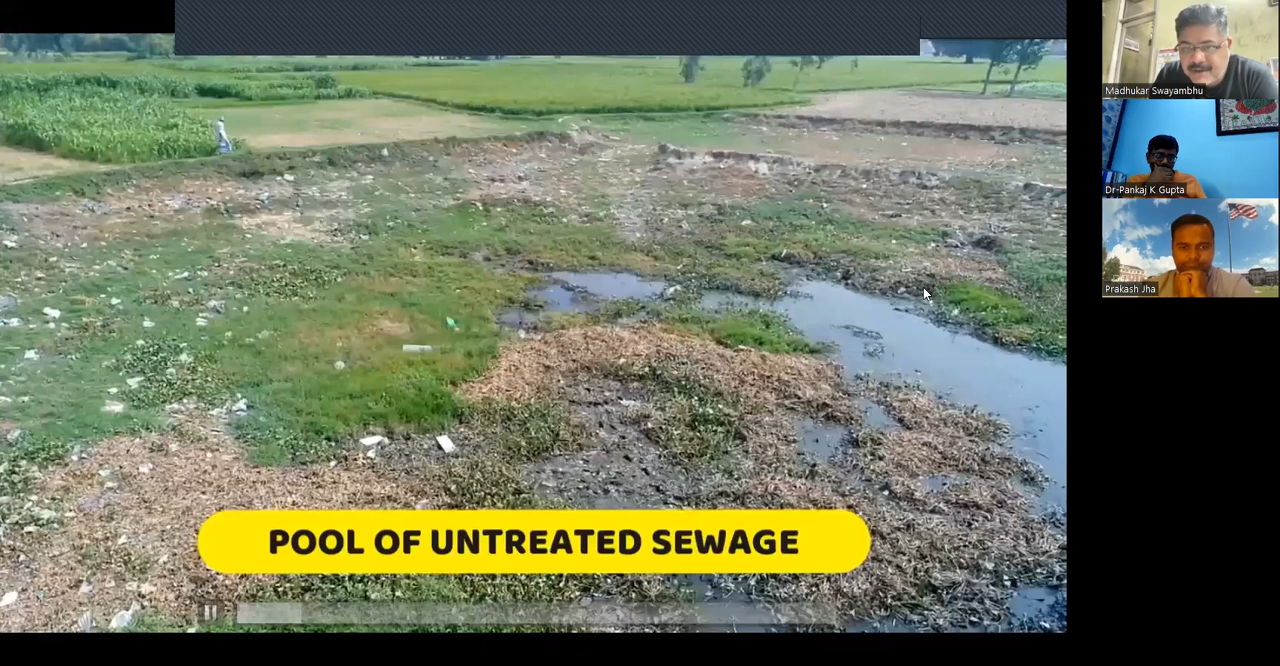 Madhukar Swayambhu
Dr-Pankaj K Gupta
Prakash Jha
POOL OF UNTREATED SEWAGE